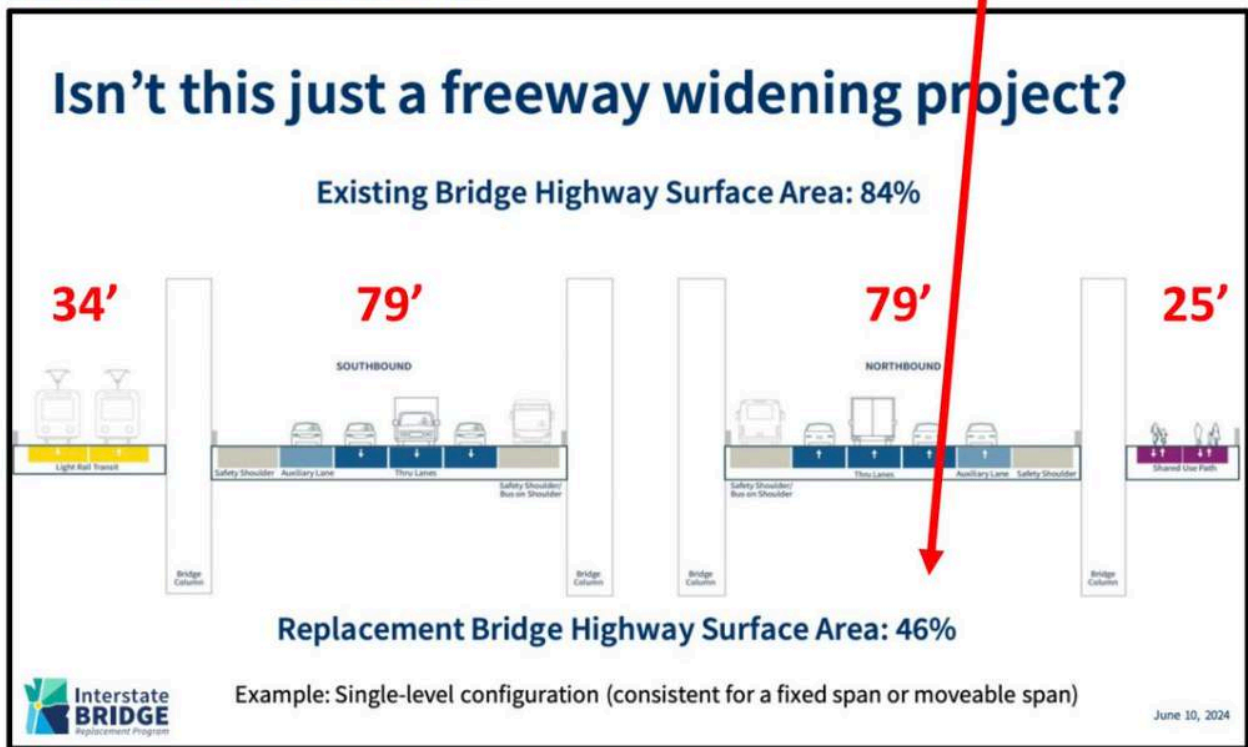 Isn't this just a freeway widening project?
Existing Bridge Highway Surface Area: 84%
34'
79'
79'
25'
SOUTHBOUND
NORTHBOUND
Light Rail Transit
Safety Shoulder
Auxiliary Lane
Thru Lanes
Safety Shoulder/
Bus on Shoulder
Safety Shoulder/
Bus on Shoulder
Thru Lanes
Auxiliary Lane
Safety Shoulder
Shared Use Path
Bridge
Column
Bridge
Column
Bridge
Column
Bridge
Column
Replacement Bridge Highway Surface Area: 46%
Interstate
BRIDGE
Replacement Program
Example: Single-level configuration (consistent for a fixed span or moveable span)
June 10, 2024